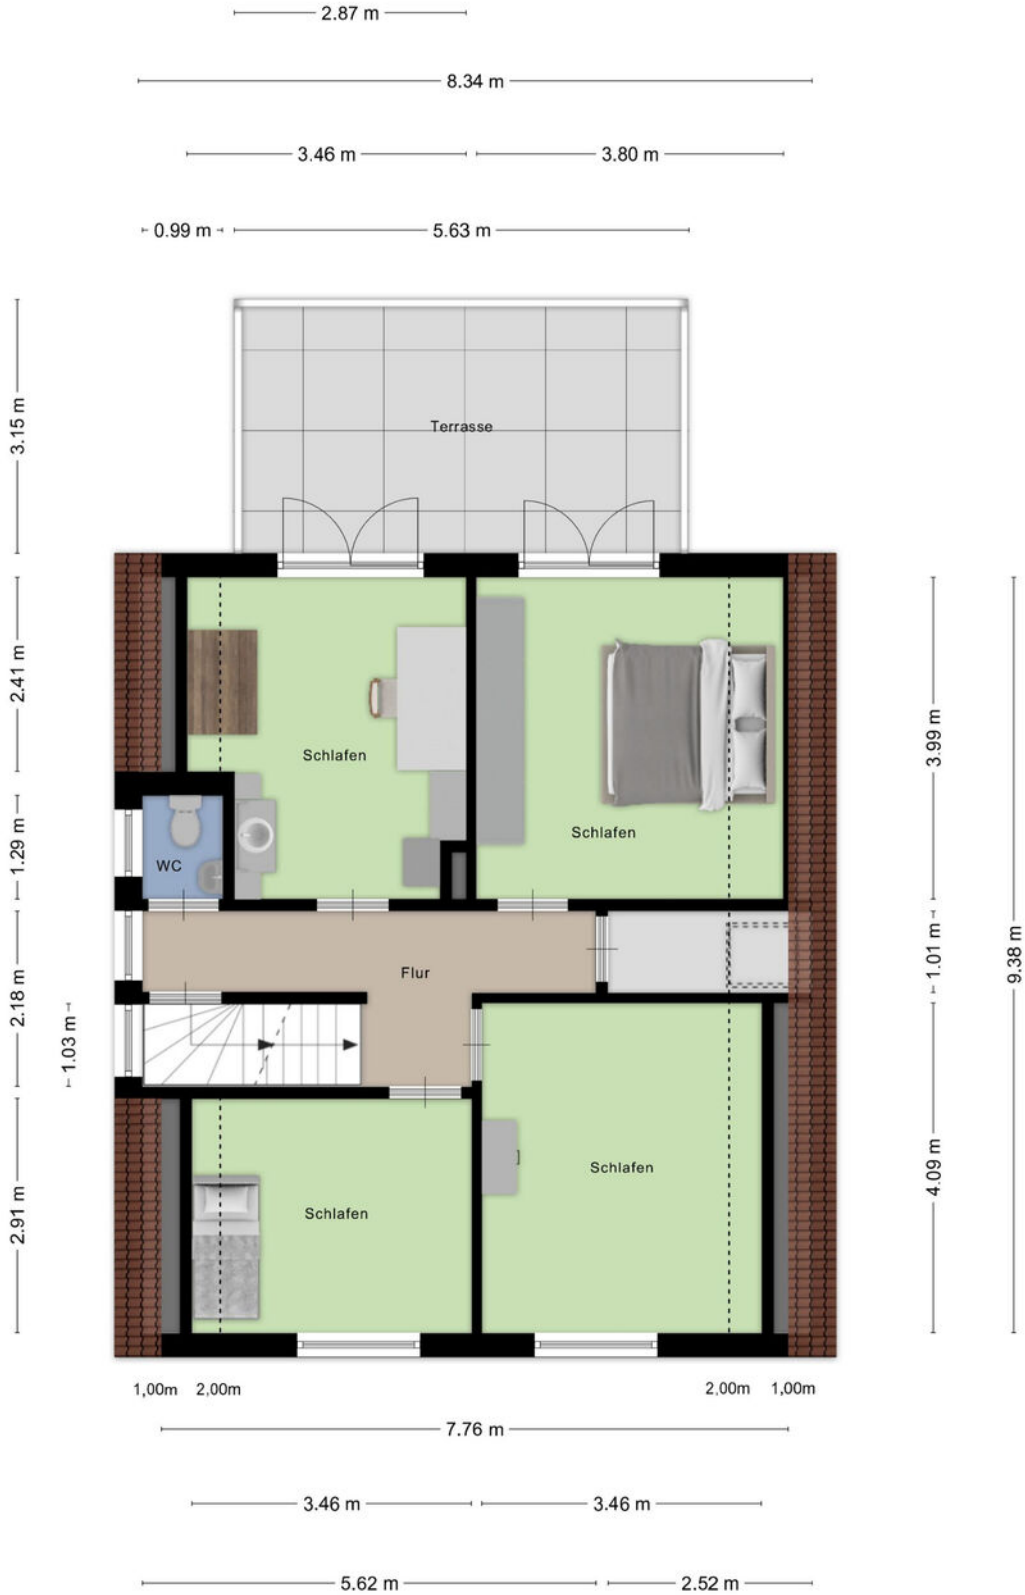 2.87 m
8.34 m
3.46 m
3.80 m
0.99 m
5.63 m
3.15 m
Terrasse
2.41 m
3.99 m
Schlafen
Schlafen
1.29 m
WC
2.18 m
Flur
1.01 m
9.38 m
1.03 m
4.09 m
Schlafen
2.91 m
Schlafen
1,00m 2,00m 2,00m 1,00m
7.76 m
3.46 m
3.46 m
5.62 m
2.52 m